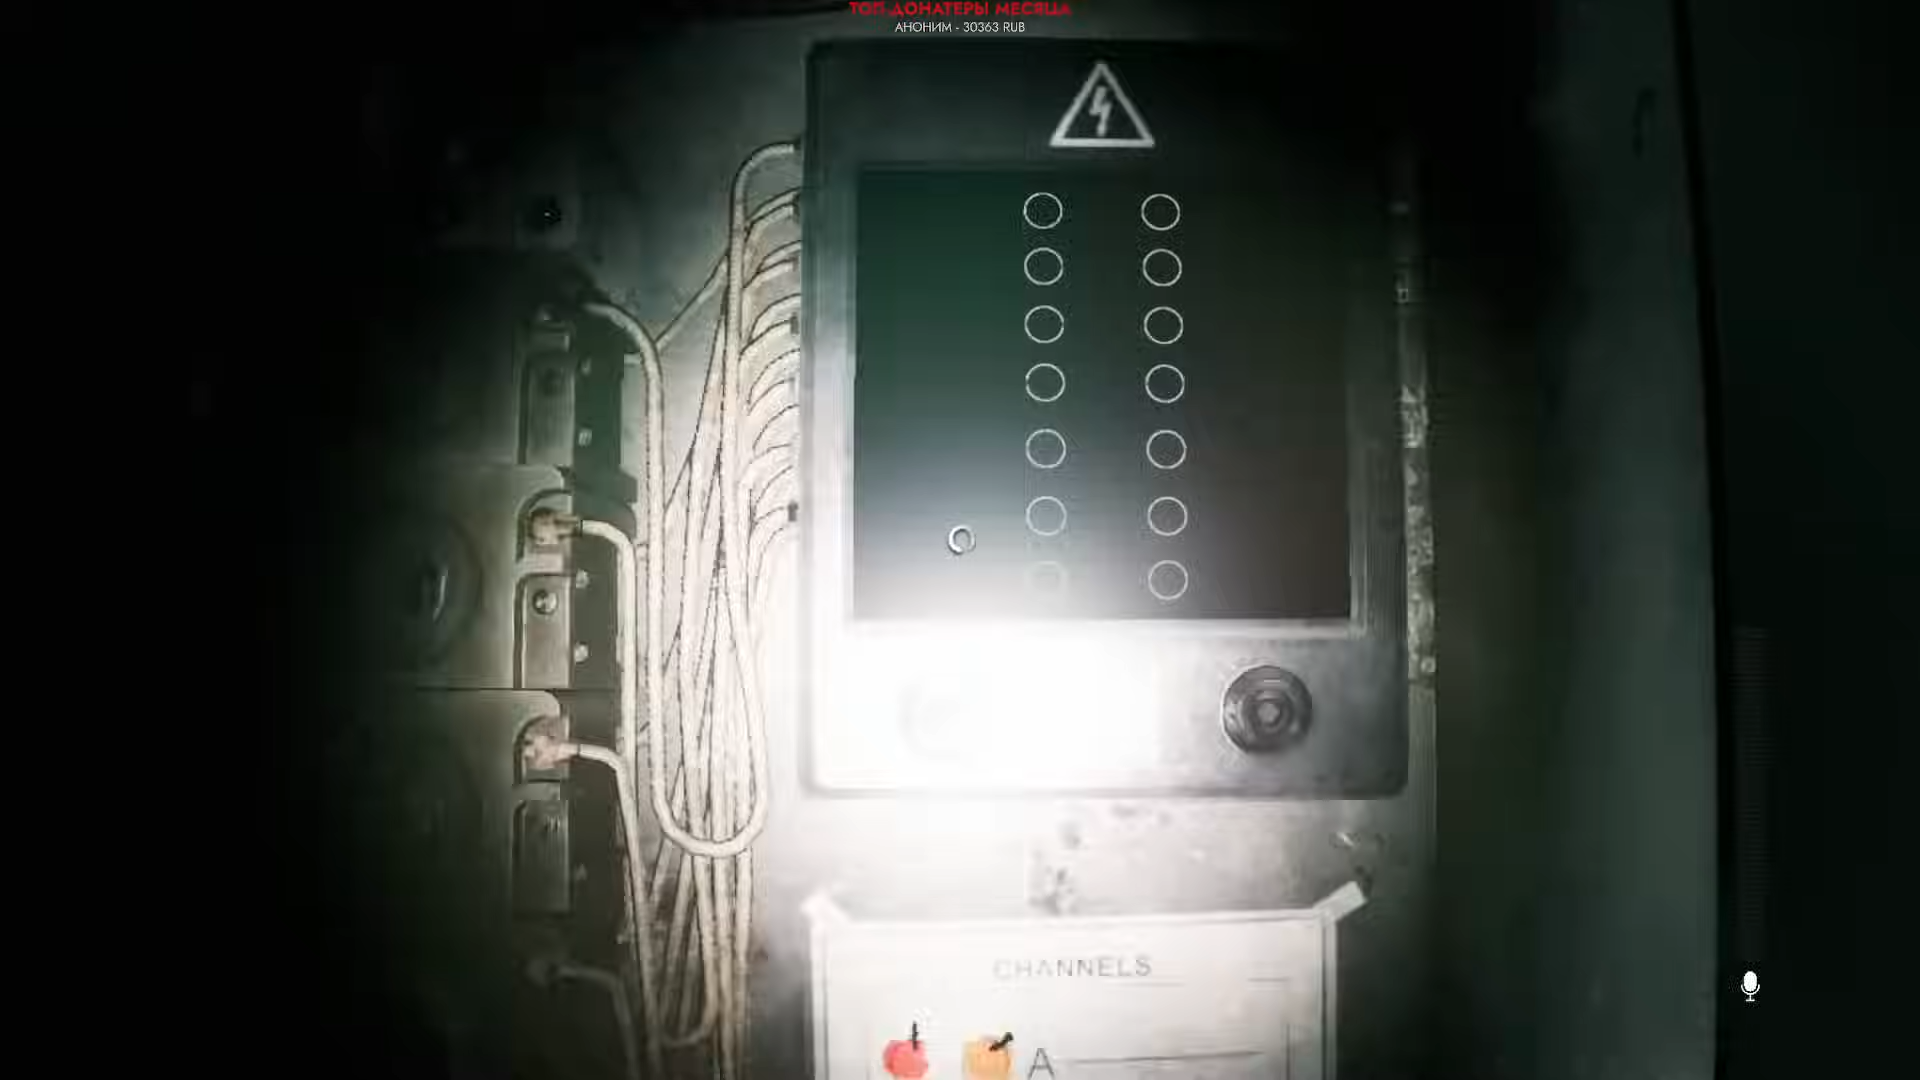 ТОП ДОНАТЕРЫ МЕСЯЦА
АНОНИМ - 30363 RUB
CHANNELS
A